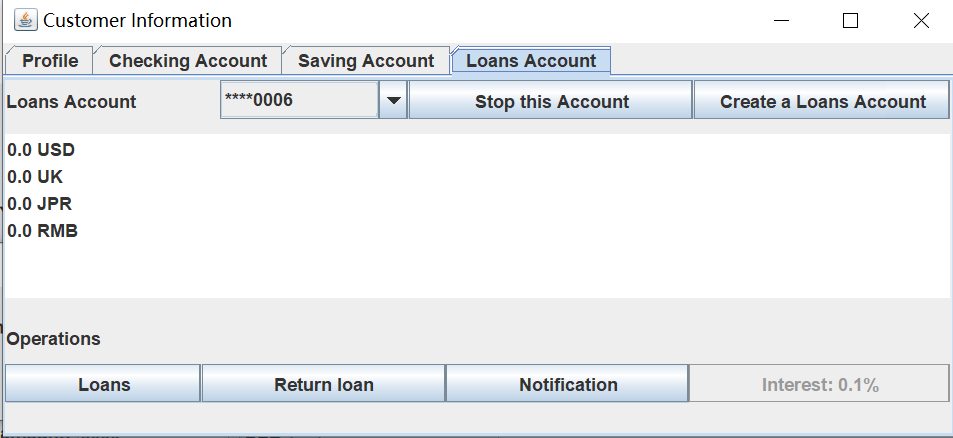 Customer Information
Profile Checking Account Saving Account Loans Account
Loans Account ****0006 Stop this Account Create a Loans Account
0.0 USD
0.0 UK
0.0 JPR
0.0 RMB
Operations
Loans Return loan Notification Interest: 0.1%